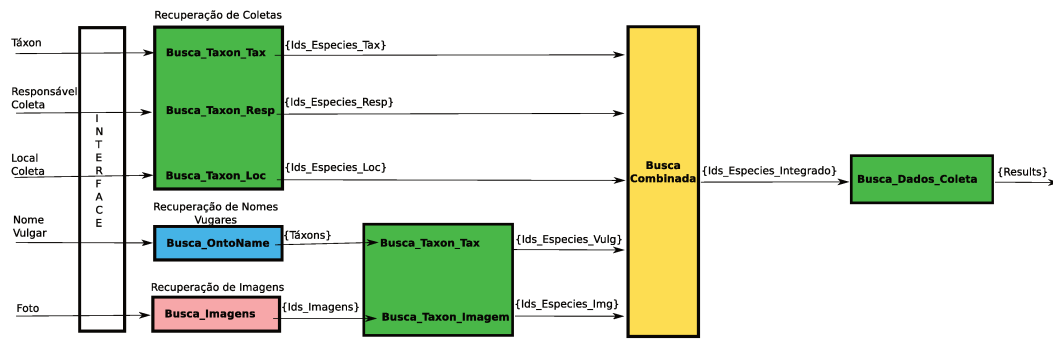 Recuperação de Coletas
Táxon
Busca_Taxon_Tax
{Ids_Especies_Tax}
Responsável
Coleta
Busca_Taxon_Resp
{Ids_Especies_Resp}
Local
Coleta
Busca_Taxon_Loc
{Ids_Especies_Loc}
INTERFACE
Busca
Combinada
{Ids_Especies_Integrado}
Busca_Dados_Coleta
{Results}
Recuperação de Nomes
Vugares
Nome
Vulgar
Busca_OntoName
{Táxons}
Busca_Taxon_Tax
{Ids_Especies_Vulg}
Recuperação de Imagens
Foto
Busca_Imagens
{Ids_Imagens}
Busca_Taxon_Imagem
{Ids_Especies_Img}